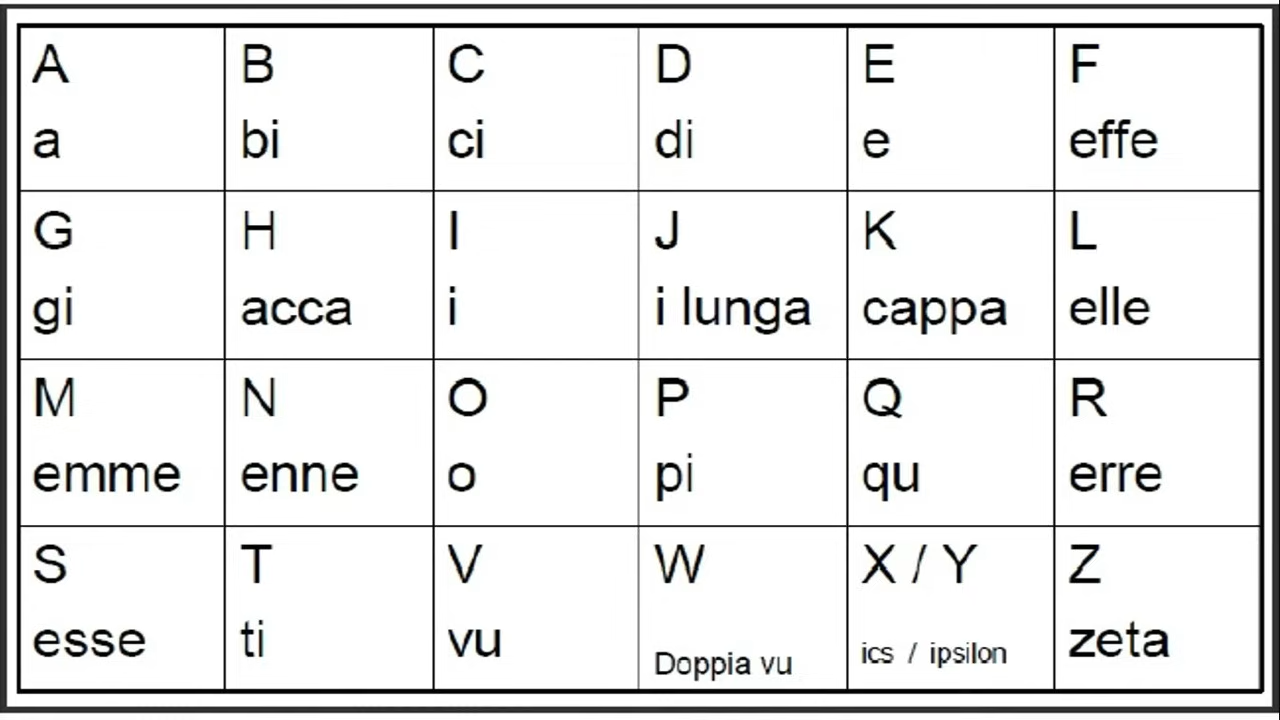 A B C D E F
a bi ci di e effe
G H I J K L
gi acca i i lunga cappa elle
M N O P Q R
emme enne o pi qu erre
S T V W X / Y Z
esse ti vu Doppia vu ics / ipsilon zeta